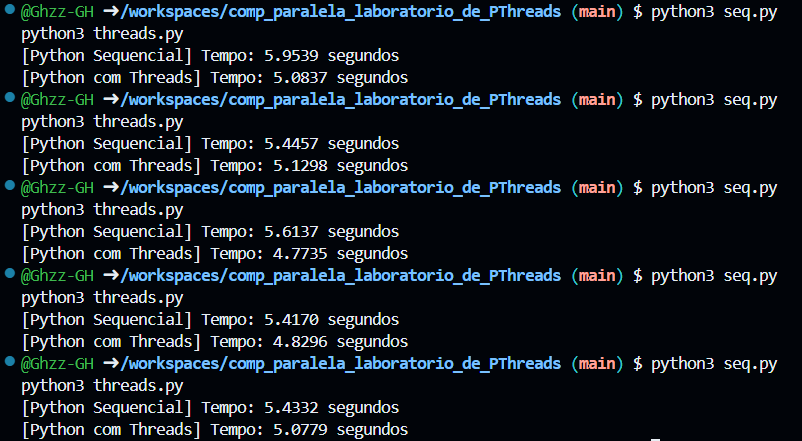 @Ghzz-GH ➜/workspaces/comp_paralela_laboratorio_de_PThreads (main) $ python3 seq.py
python3 threads.py
[Python Sequencial] Tempo: 5.9539 segundos
[Python com Threads] Tempo: 5.0837 segundos
@Ghzz-GH ➜/workspaces/comp_paralela_laboratorio_de_PThreads (main) $ python3 seq.py
python3 threads.py
[Python Sequencial] Tempo: 5.4457 segundos
[Python com Threads] Tempo: 5.1298 segundos
@Ghzz-GH ➜/workspaces/comp_paralela_laboratorio_de_PThreads (main) $ python3 seq.py
python3 threads.py
[Python Sequencial] Tempo: 5.6137 segundos
[Python com Threads] Tempo: 4.7735 segundos
@Ghzz-GH ➜/workspaces/comp_paralela_laboratorio_de_PThreads (main) $ python3 seq.py
python3 threads.py
[Python Sequencial] Tempo: 5.4170 segundos
[Python com Threads] Tempo: 4.8296 segundos
@Ghzz-GH ➜/workspaces/comp_paralela_laboratorio_de_PThreads (main) $ python3 seq.py
python3 threads.py
[Python Sequencial] Tempo: 5.4332 segundos
[Python com Threads] Tempo: 5.0779 segundos